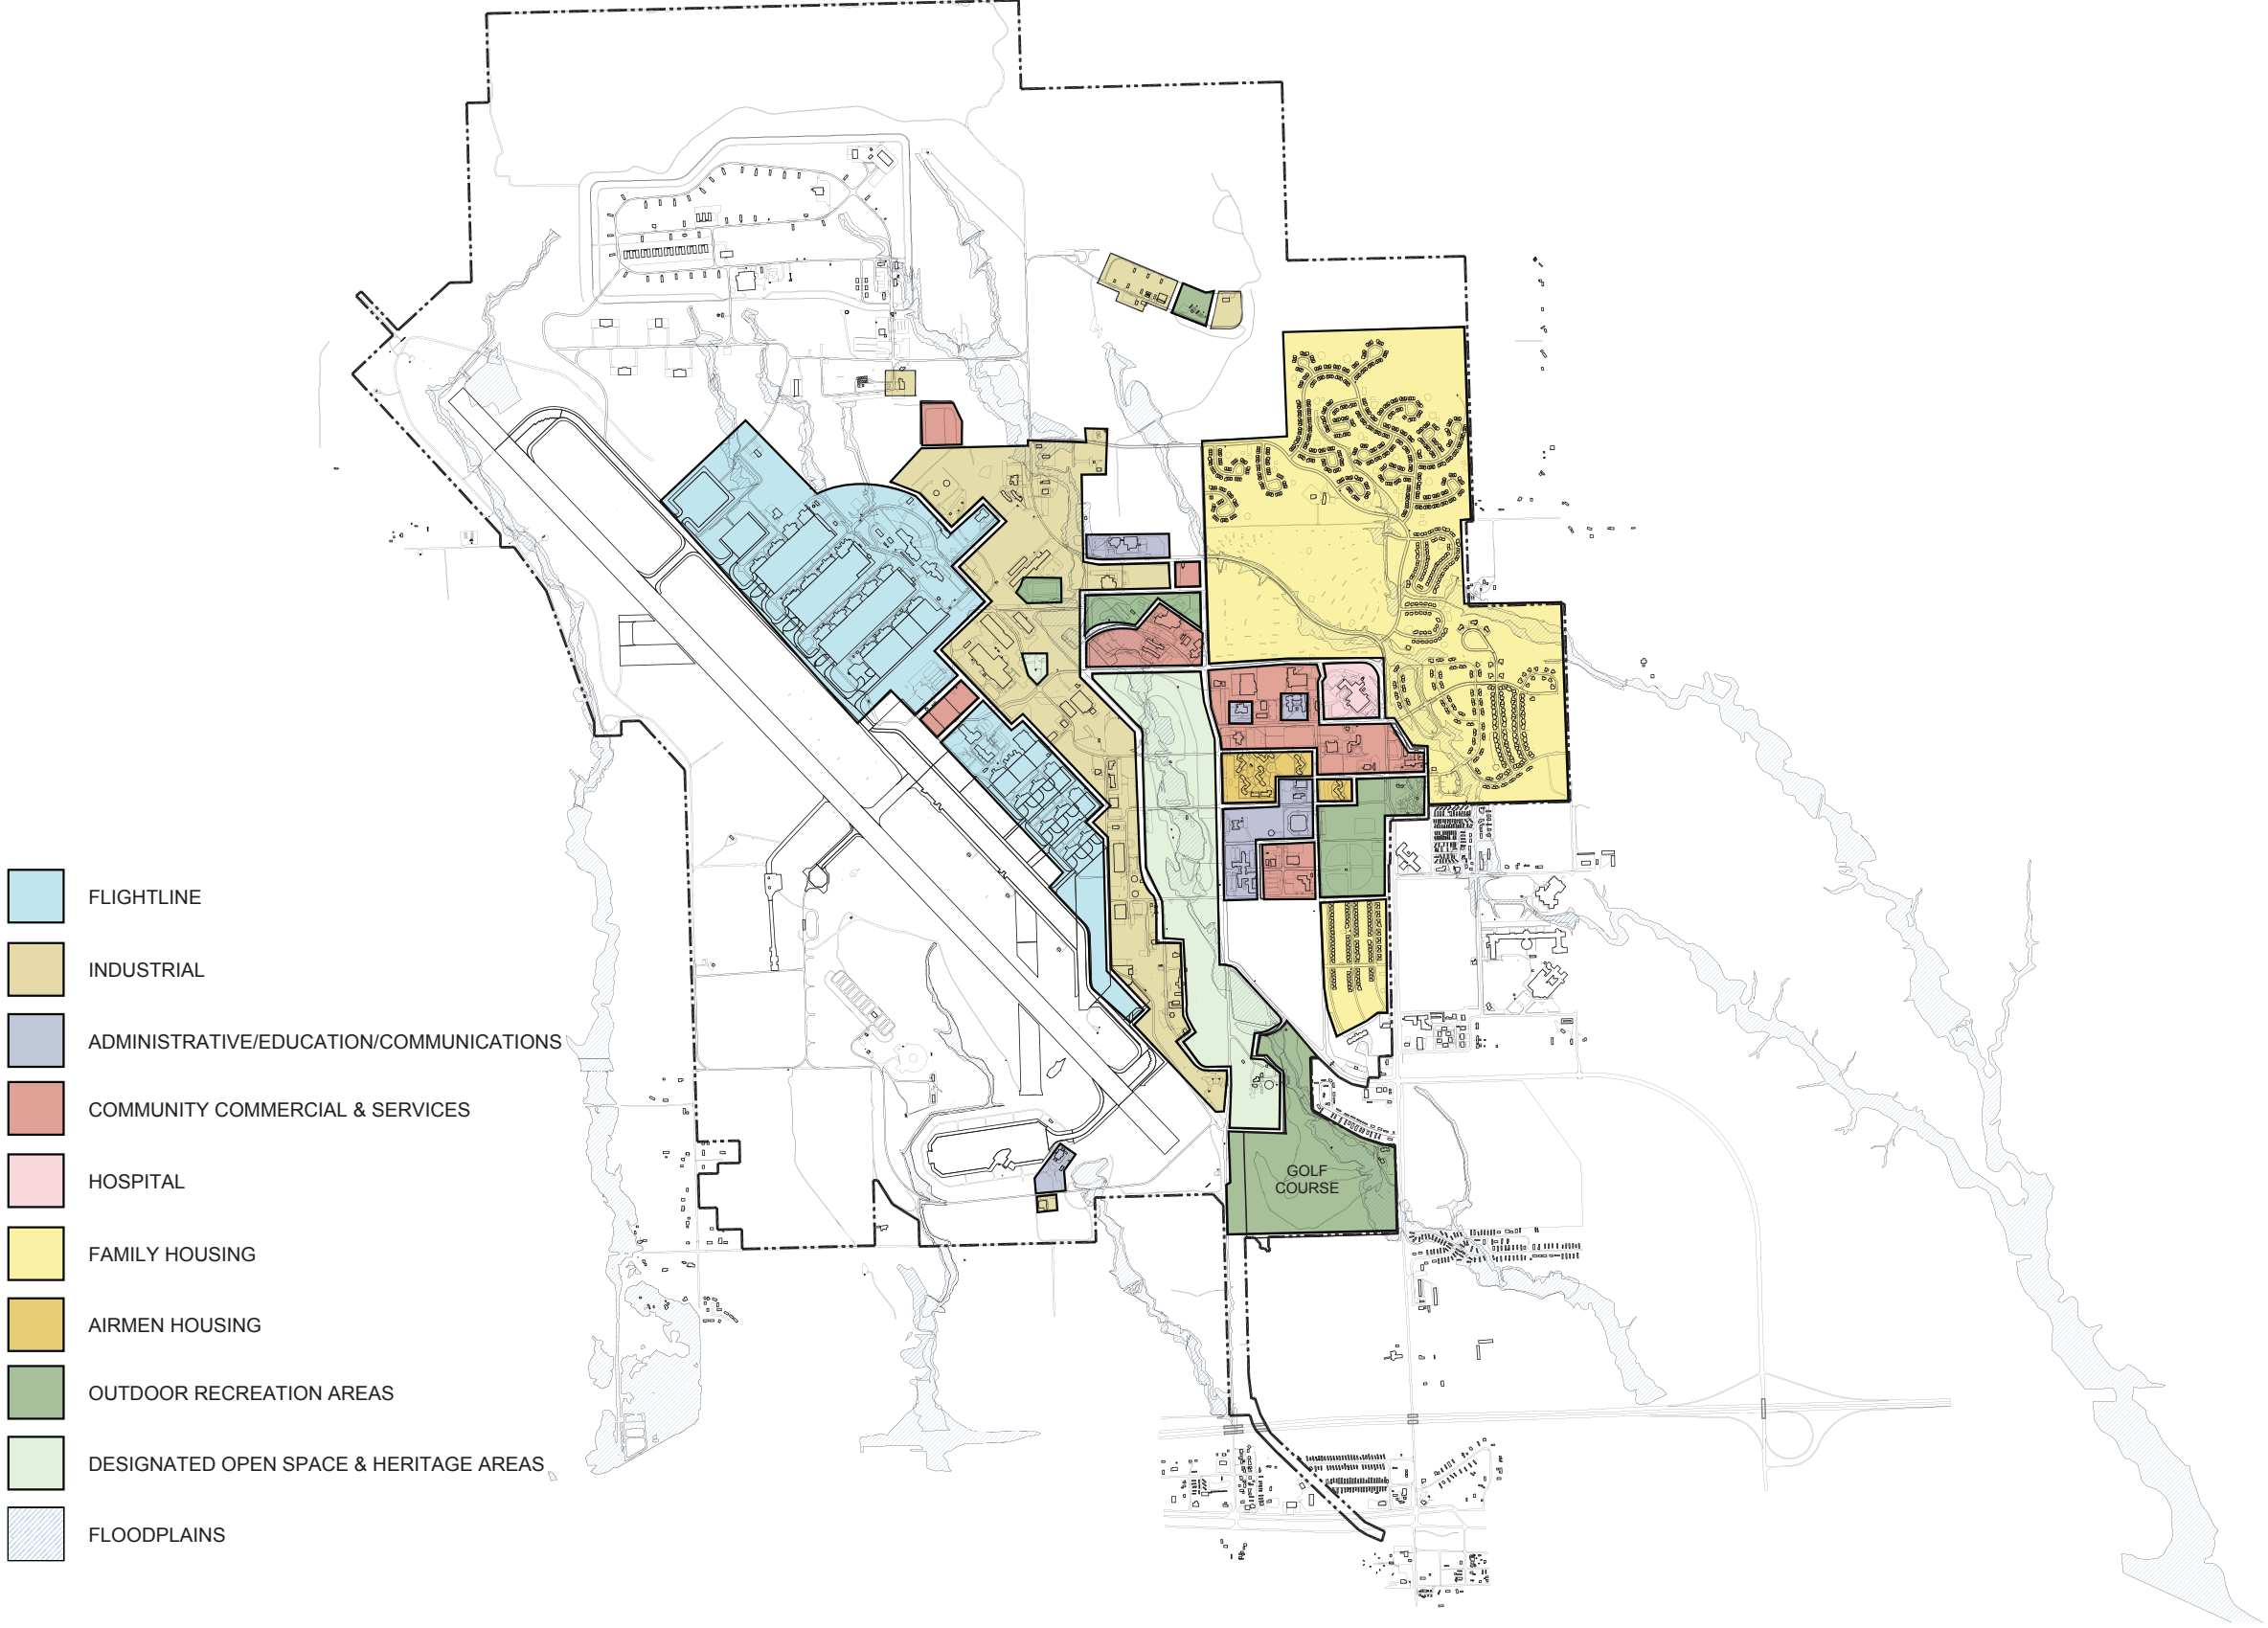 FLIGHTLINE
INDUSTRIAL
ADMINISTRATIVE/EDUCATION/COMMUNICATIONS
COMMUNITY COMMERCIAL & SERVICES
HOSPITAL
FAMILY HOUSING
AIRMEN HOUSING
OUTDOOR RECREATION AREAS
DESIGNATED OPEN SPACE & HERITAGE AREAS
FLOODPLAINS
GOLF
COURSE